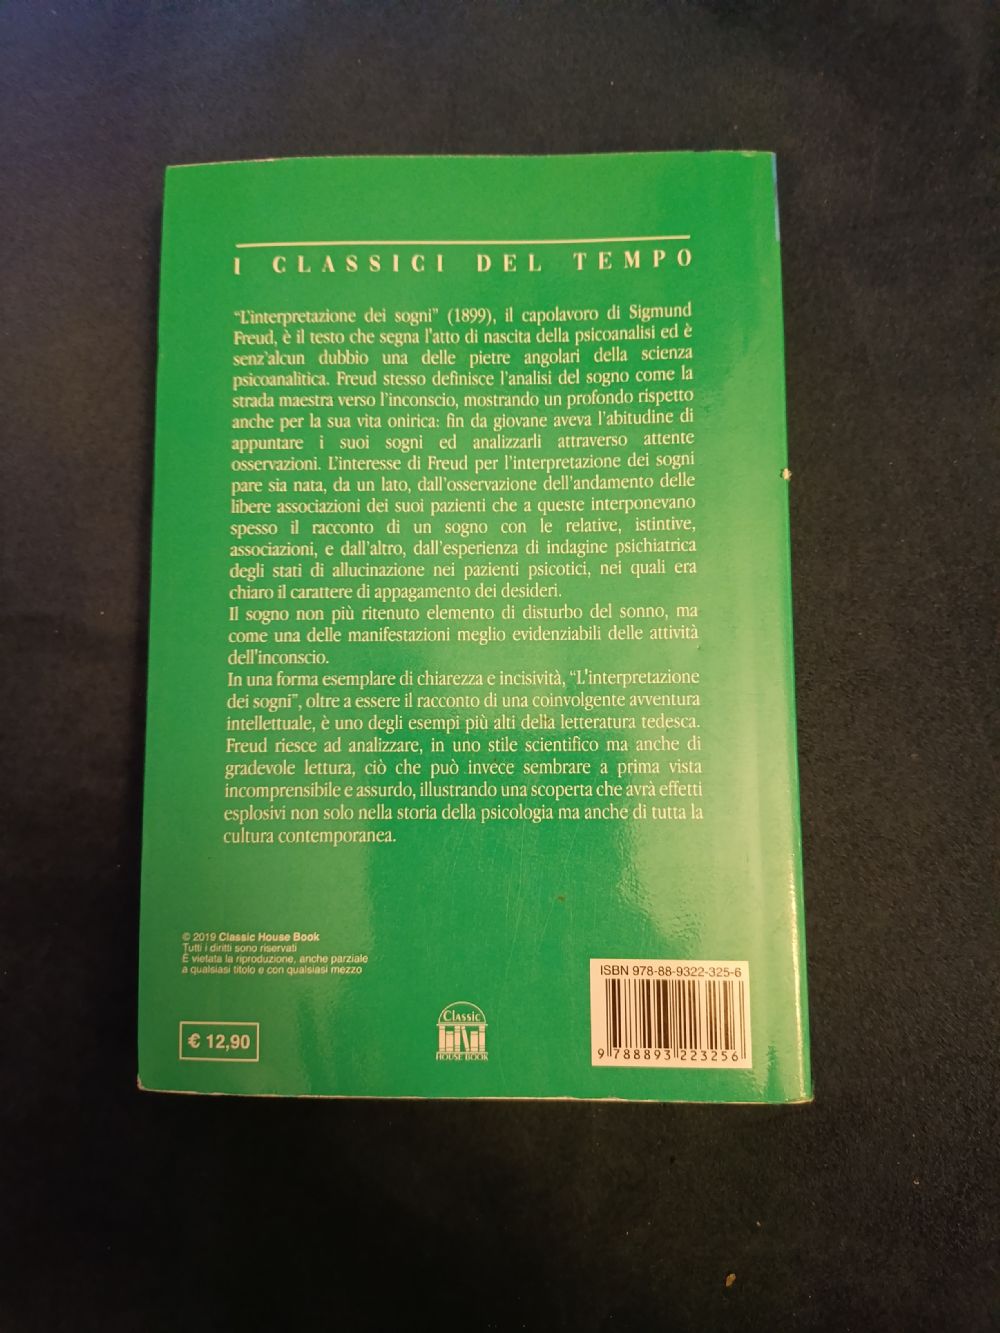 I CLASSICI DEL TEMPO
“L'interpretazione dei sogni” (1899), il capolavoro di Sigmund
Freud, è il testo che segna l'atto di nascita della psicoanalisi ed è
senz'alcun dubbio una delle pietre angolari della scienza
psicoanalitica. Freud stesso definisce l'analisi del sogno come la
strada maestra verso l'inconscio, mostrando un profondo rispetto
anche per la sua vita onirica: fin da giovane aveva l'abitudine di
appuntare i suoi sogni ed analizzarli attraverso attente
osservazioni. L'interesse di Freud per l'interpretazione dei sogni
pare sia nata, da un lato, dall'osservazione dell'andamento delle
libere associazioni dei suoi pazienti che a queste interponevano
spesso il racconto di un sogno con le relative, istintive,
associazioni, e dall'altro, dall'esperienza di indagine psichiatrica
degli stati di allucinazione nei pazienti psicotici, nei quali era
chiaro il carattere di appagamento dei desideri.
Il sogno non più ritenuto elemento di disturbo del sonno, ma
come una delle manifestazioni meglio evidenziabili delle attività
dell'inconscio.
In una forma esemplare di chiarezza e incisività, “L'interpretazione
dei sogni”, oltre a essere il racconto di una coinvolgente avventura
intellettuale, è uno degli esempi più alti della letteratura tedesca.
Freud riesce ad analizzare, in uno stile scientifico ma anche di
gradevole lettura, ciò che può invece sembrare a prima vista
incomprensibile e assurdo, illustrando una scoperta che avrà effetti
esplosivi non solo nella storia della psicologia ma anche di tutta la
cultura contemporanea.
© 2019 Classic House Book
Tutti i diritti sono riservati
È vietata la riproduzione, anche parziale
a qualsiasi titolo e con qualsiasi mezzo
€ 12,90
Classic
HOUSE BOOK
ISBN 978-88-9322-325-6
9 788893 223256